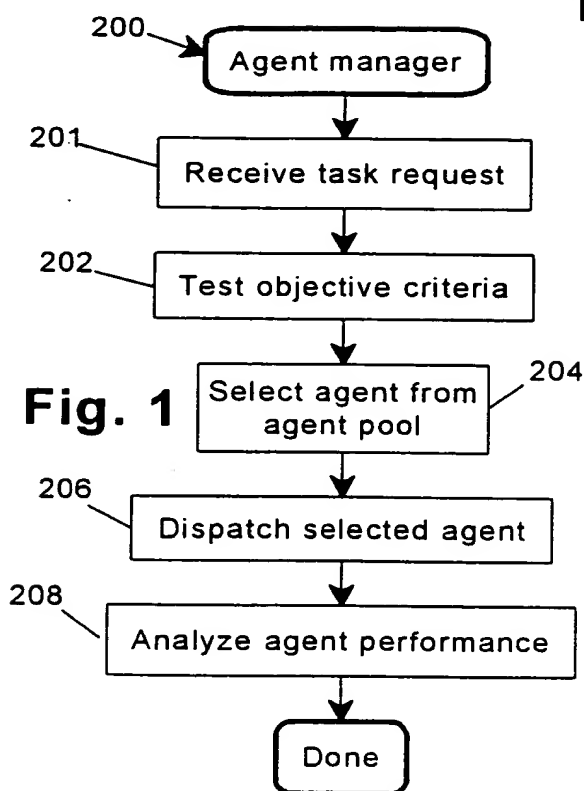 200
Agent manager
201
Receive task request
202
Test objective criteria
204
Select agent from
agent pool
Fig. 1
206
Dispatch selected agent
208
Analyze agent performance
Done